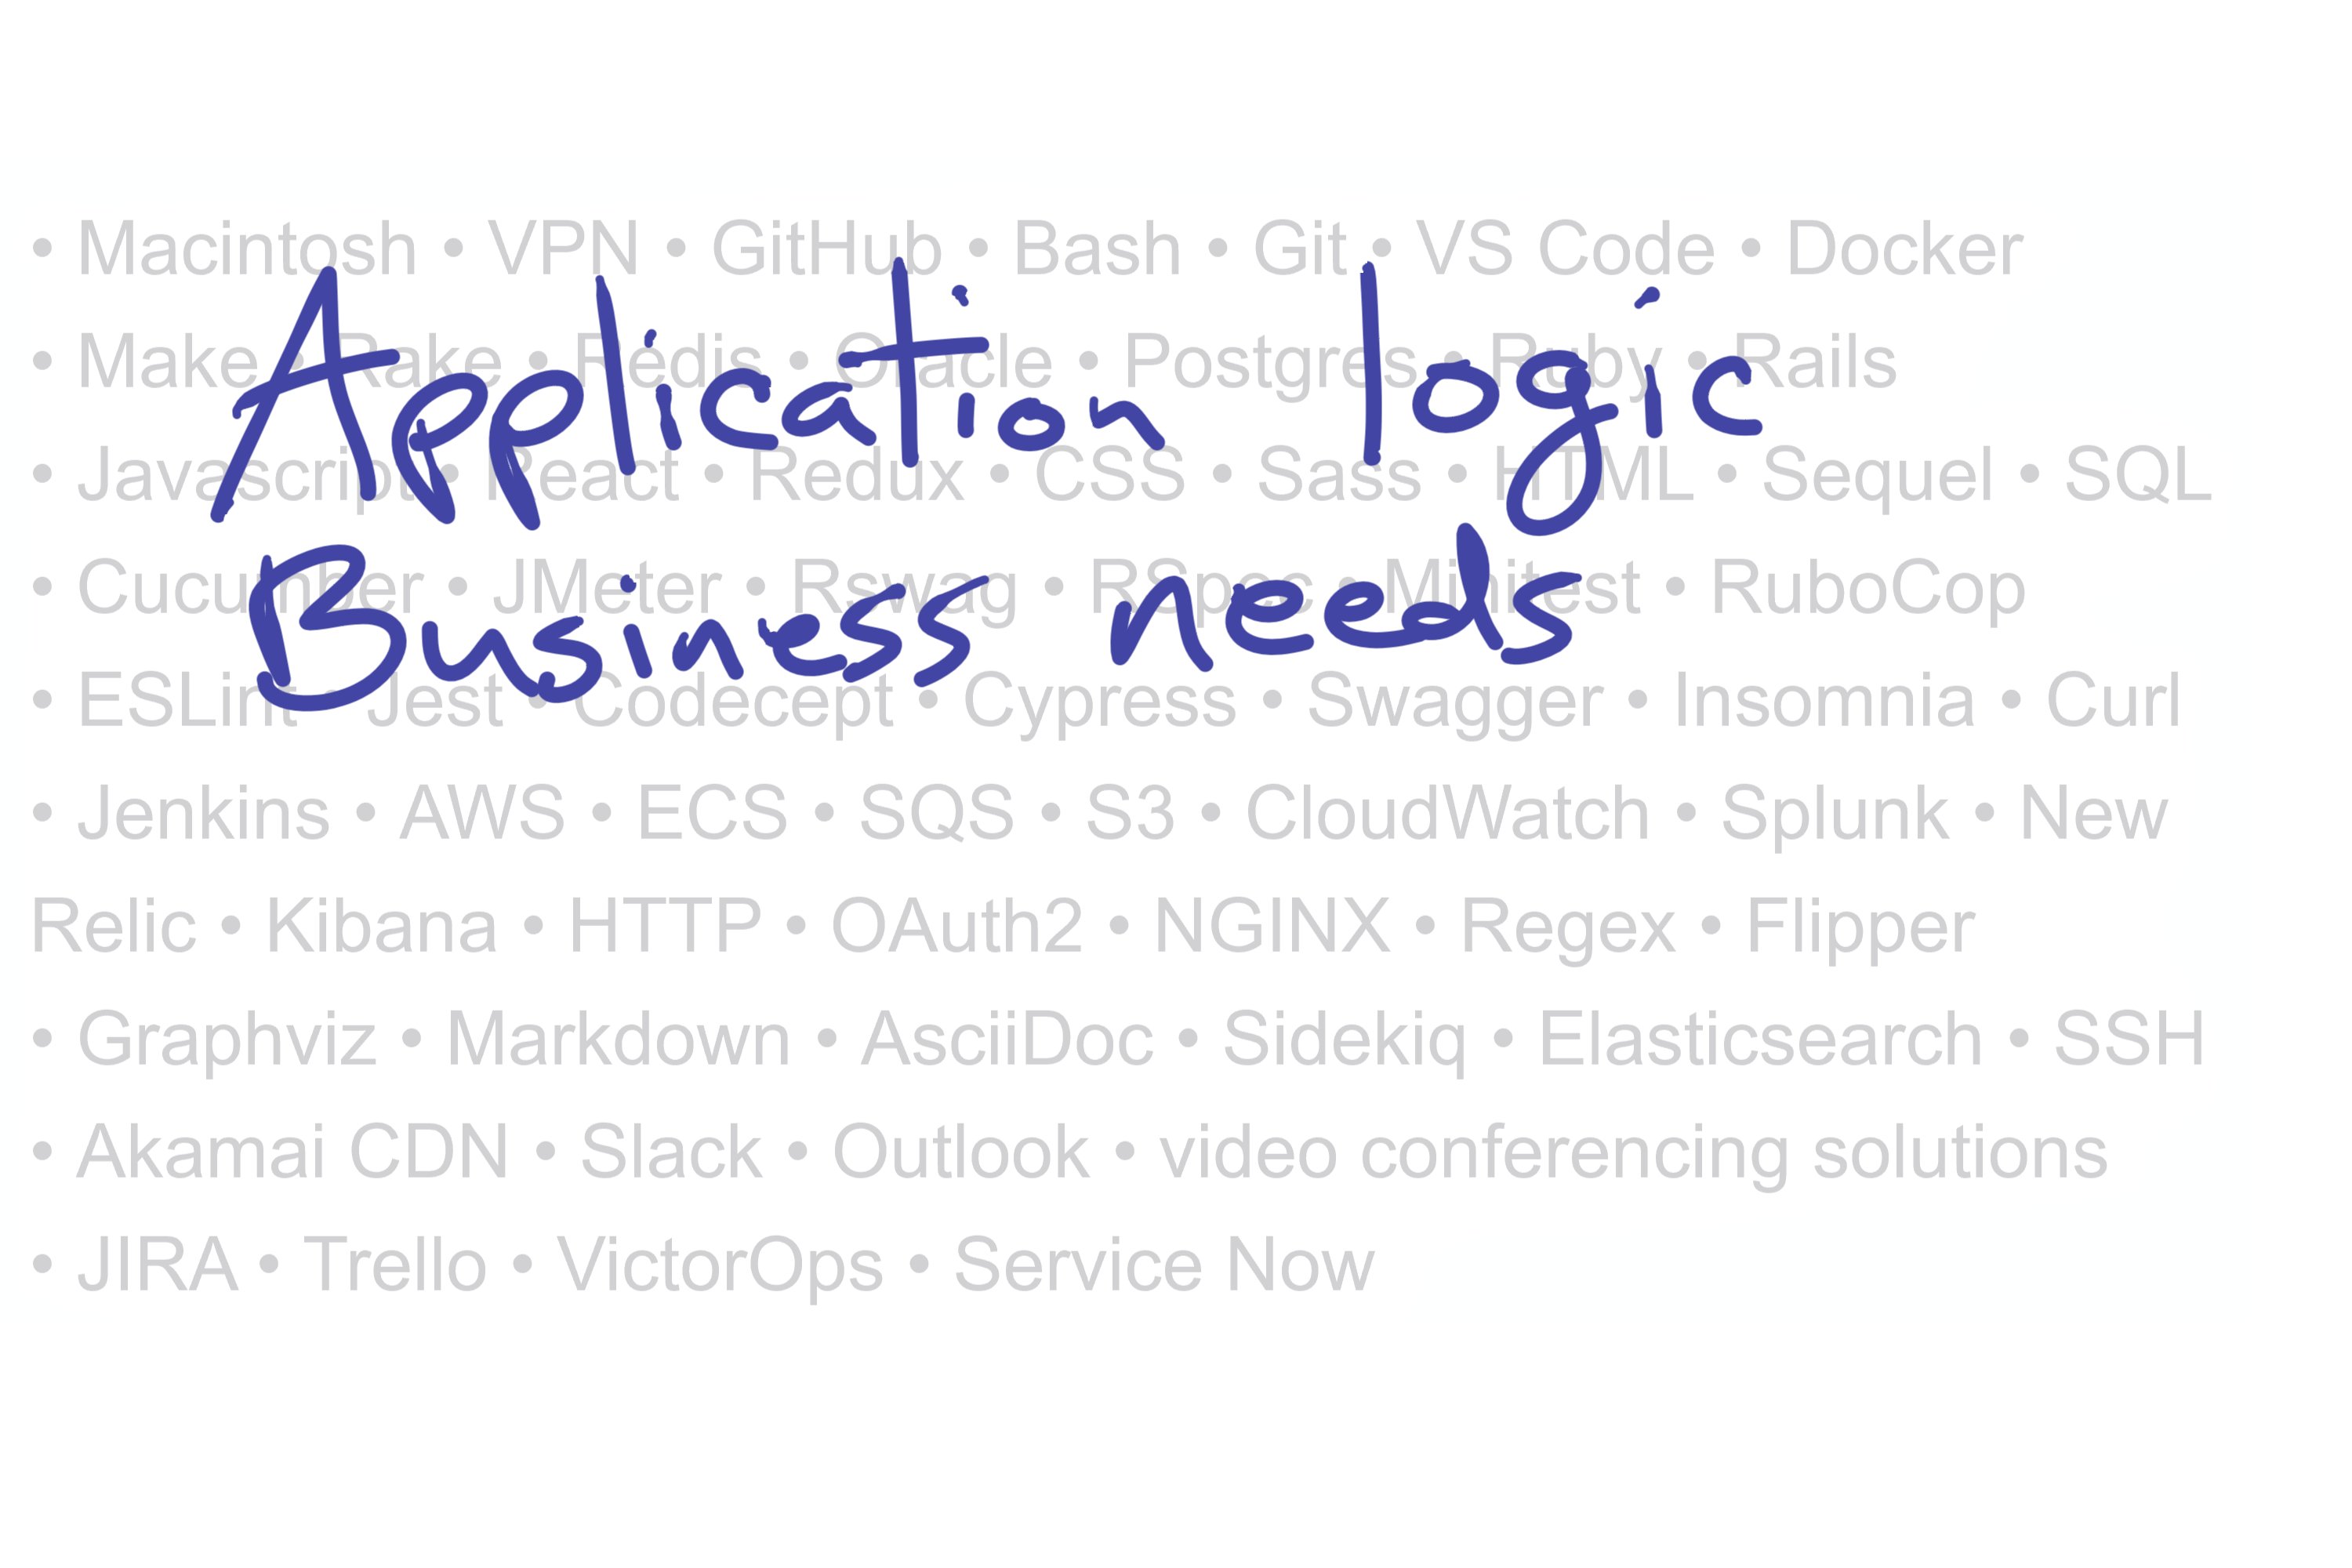 • Macintosh • VPN • GitHub • Bash • Git • VS Code • Docker
• Make • Rake • Redis • Oracle • Postgres • Ruby • Rails
Application logic
• Javascript • React • Redux • CSS • Sass • HTML • Sequel • SQL
• Cucumber • JMeter • Rswag • RSpec • Minitest • RuboCop
Business needs
• ESLint • Jest • Codecept • Cypress • Swagger • Insomnia • Curl
• Jenkins • AWS • ECS • SQS • S3 • CloudWatch • Splunk • New
Relic • Kibana • HTTP • OAuth2 • NGINX • Regex • Flipper
• Graphviz • Markdown • AsciiDoc • Sidekiq • Elasticsearch • SSH
• Akamai CDN • Slack • Outlook • video conferencing solutions
• JIRA • Trello • VictorOps • Service Now